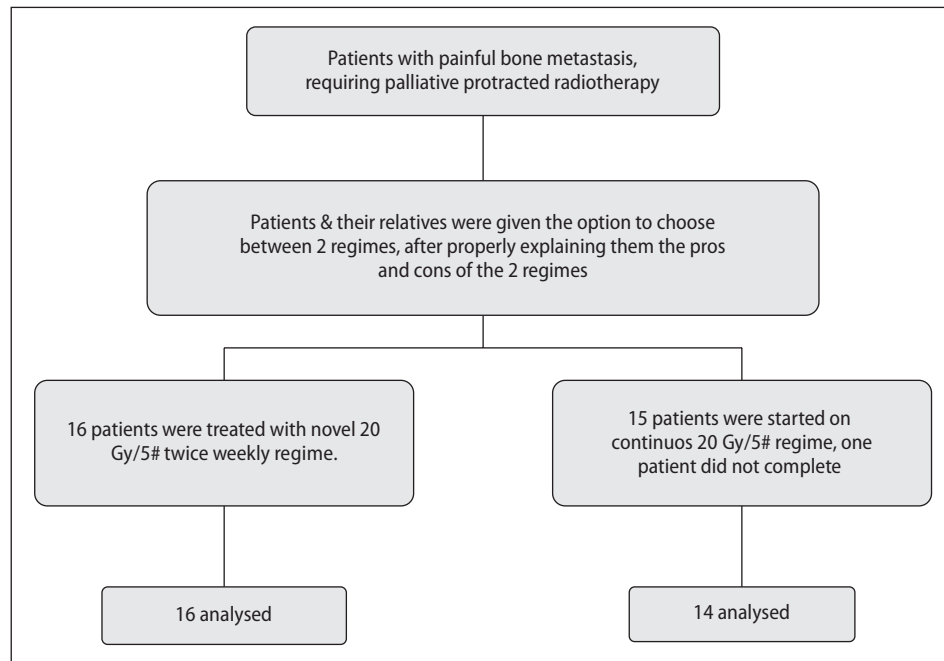 Patients with painful bone metastasis,
requiring palliative protracted radiotherapy
Patients & their relatives were given the option to choose
between 2 regimes, after properly explaining them the pros
and cons of the 2 regimes
16 patients were treated with novel 20
Gy/5# twice weekly regime.
15 patients were started on
continuos 20 Gy/5# regime, one
patient did not complete
16 analysed
14 analysed